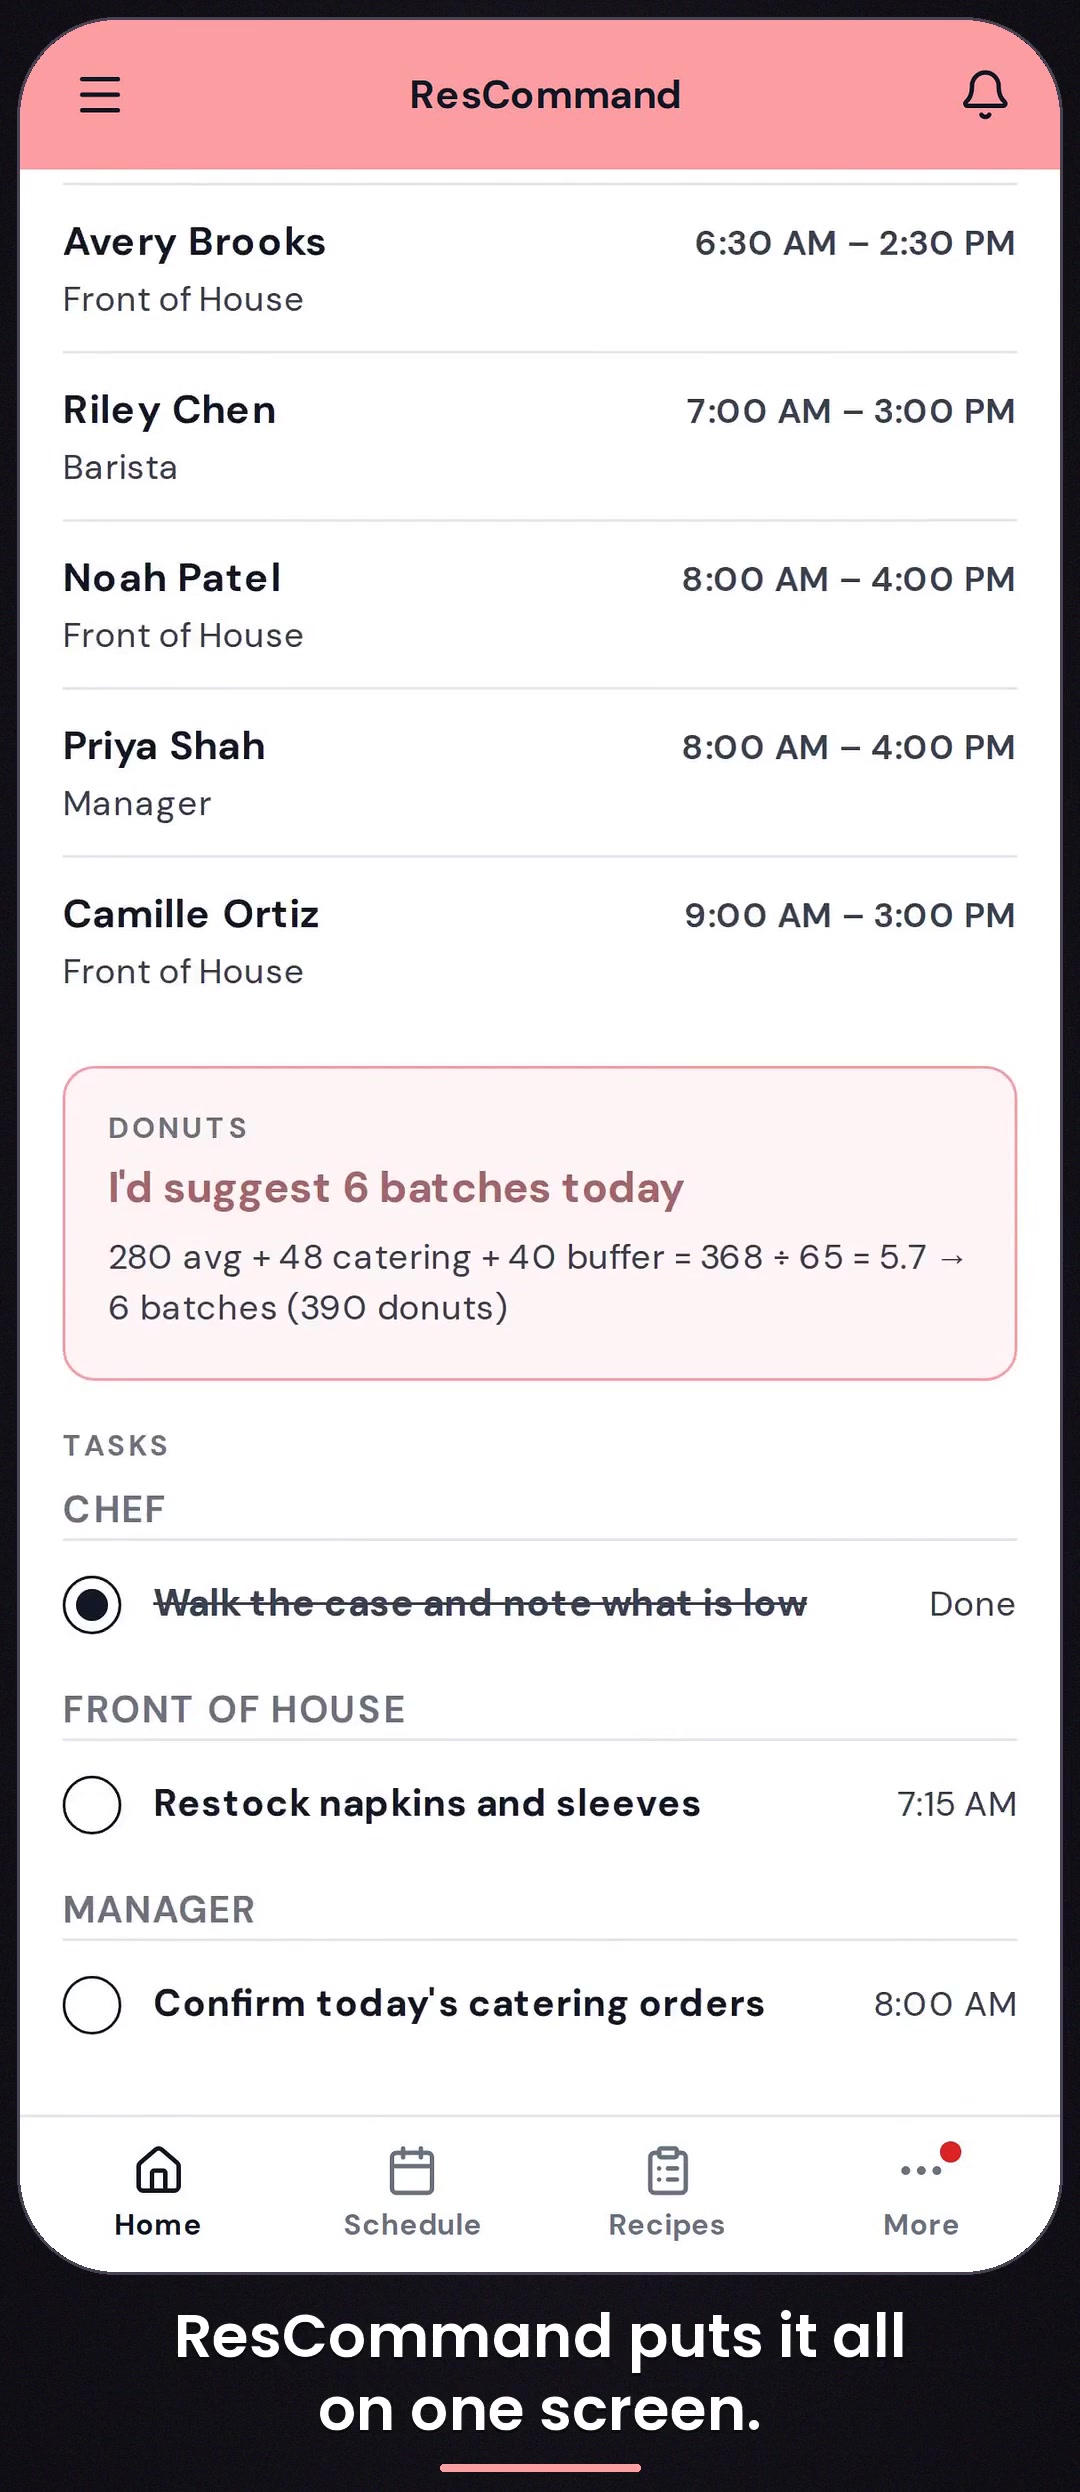 ResCommand
Avery Brooks
6:30 AM – 2:30 PM
Front of House
Riley Chen
7:00 AM – 3:00 PM
Barista
Noah Patel
8:00 AM – 4:00 PM
Front of House
Priya Shah
8:00 AM – 4:00 PM
Manager
Camille Ortiz
9:00 AM – 3:00 PM
Front of House
DONUTS
I'd suggest 6 batches today
280 avg + 48 catering + 40 buffer = 368 ÷ 65 = 5.7 →
6 batches (390 donuts)
TASKS
CHEF
Walk the case and note what is low
Done
FRONT OF HOUSE
Restock napkins and sleeves
7:15 AM
MANAGER
Confirm today's catering orders
8:00 AM
Home
Schedule
Recipes
More
ResCommand puts it all
on one screen.